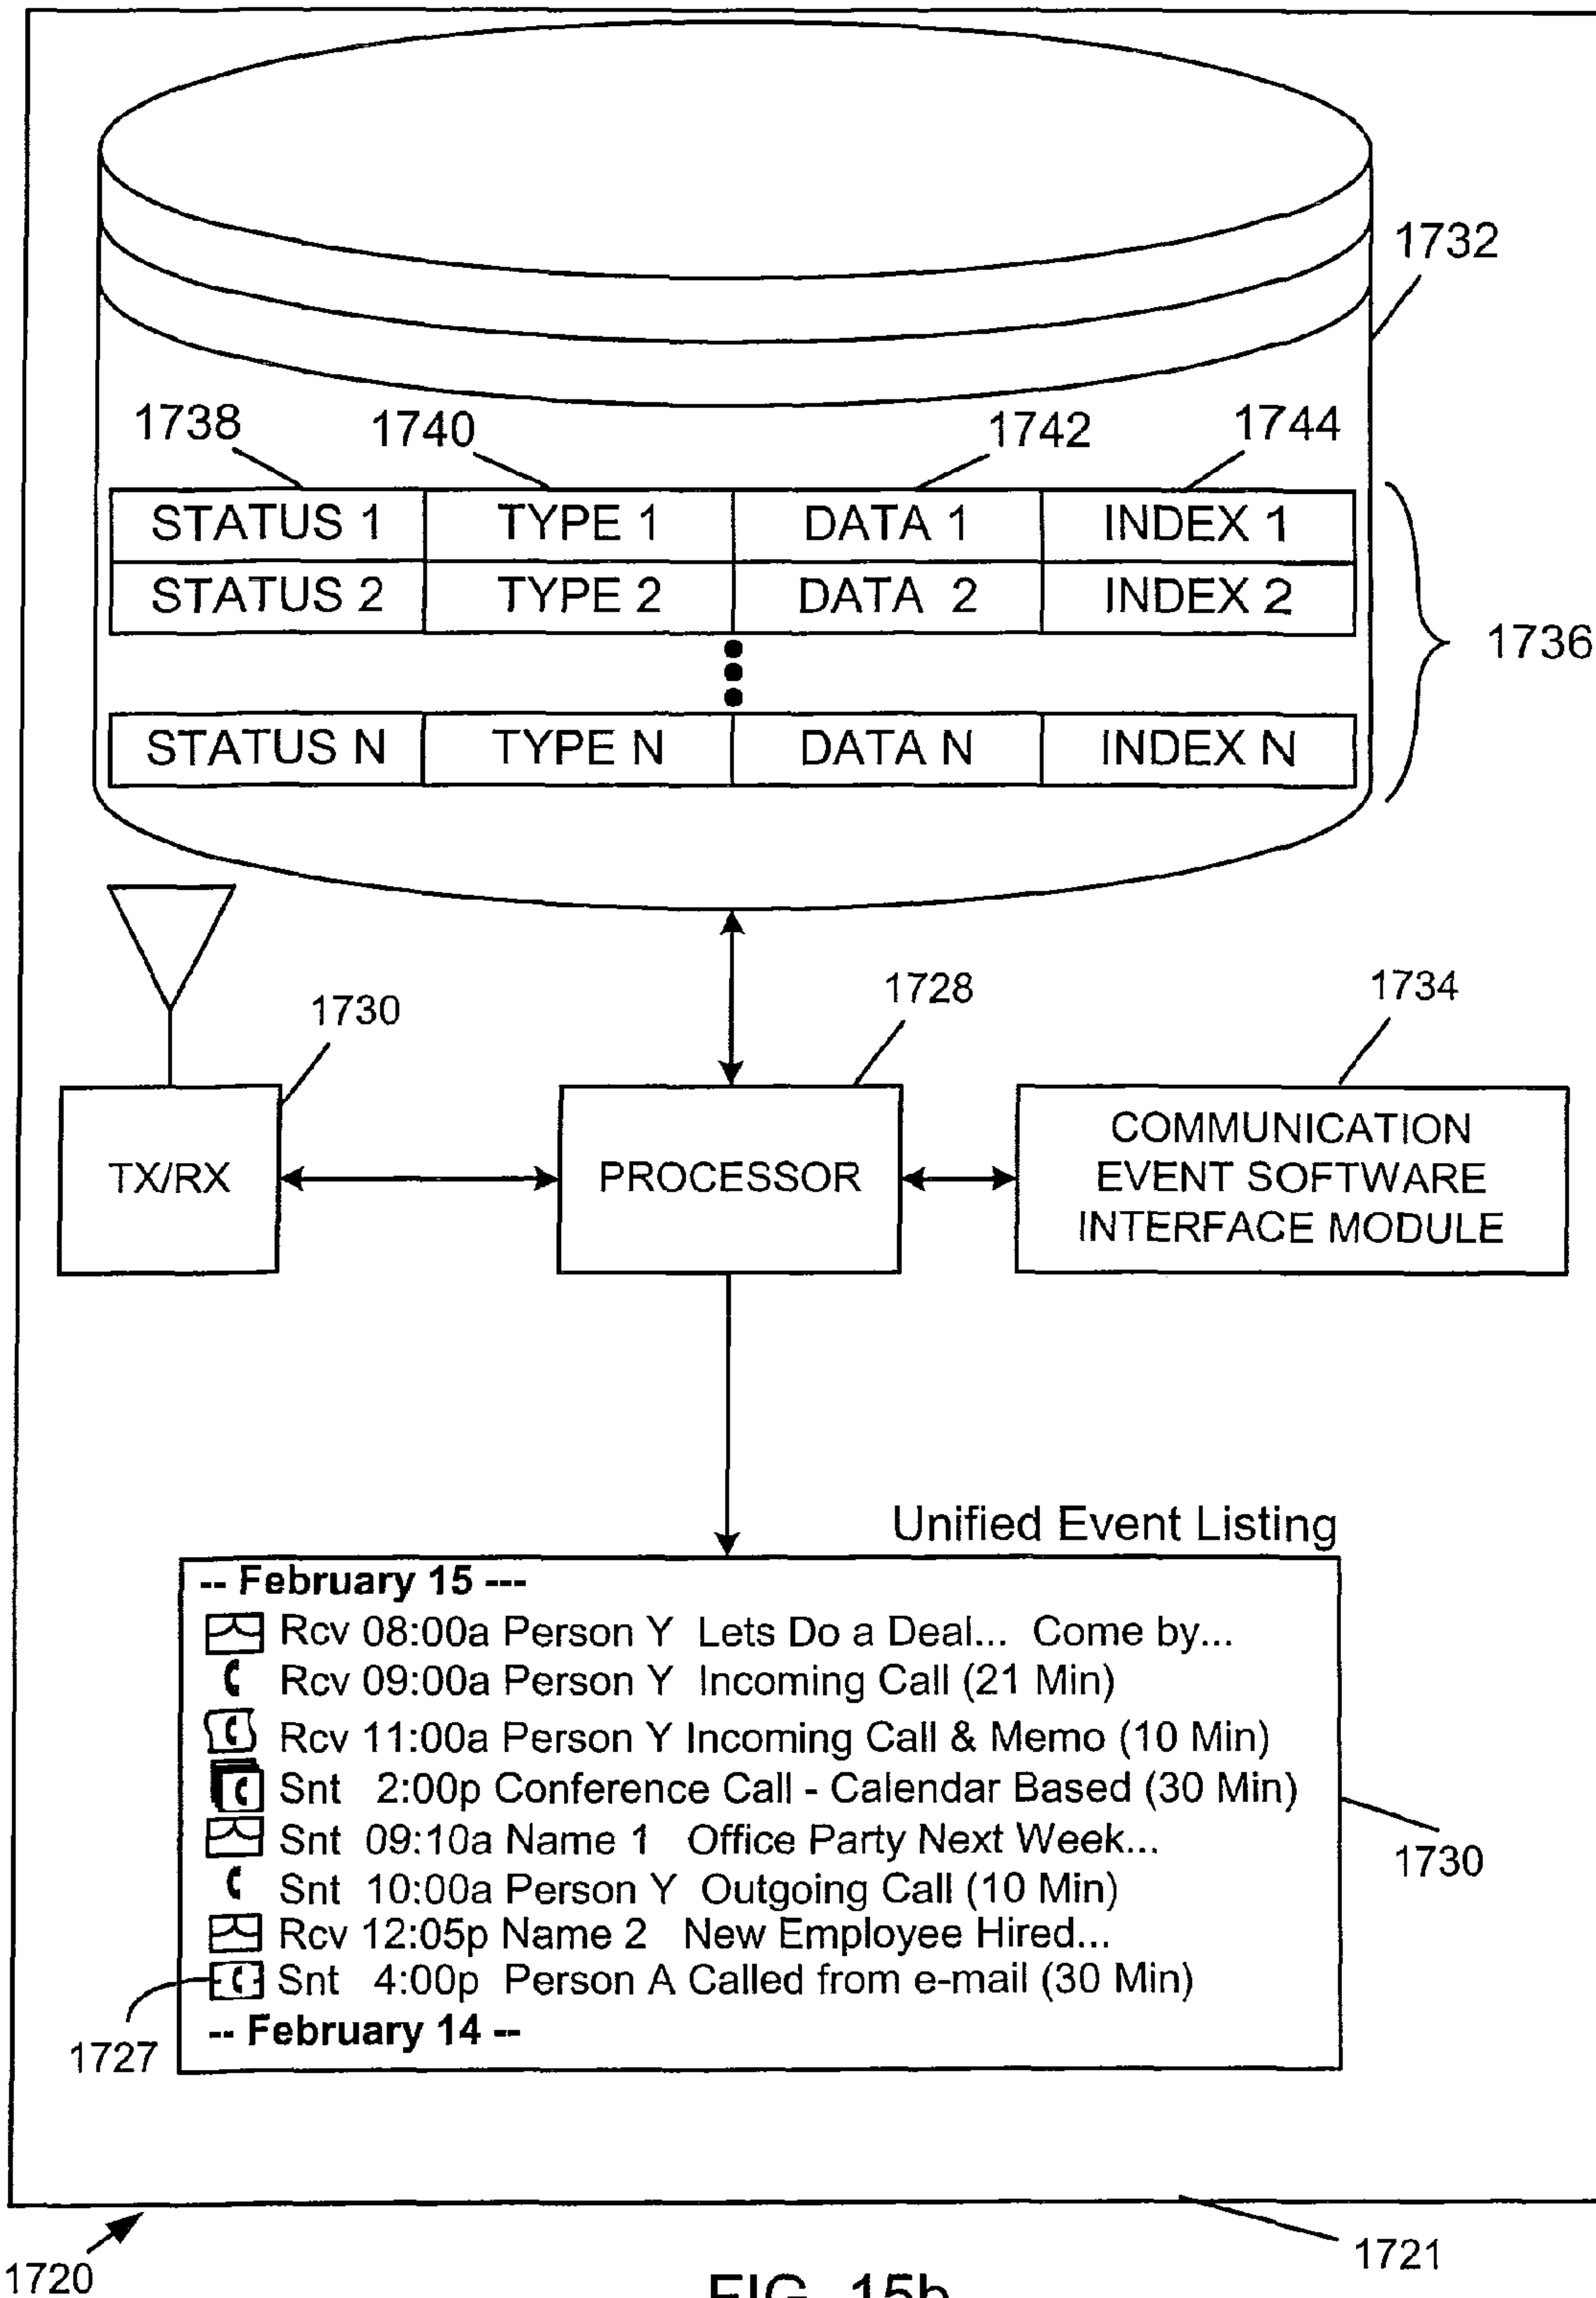 1732
1738 1740 1742 1744
STATUS 1 TYPE 1 DATA 1 INDEX 1
STATUS 2 TYPE 2 DATA 2 INDEX 2
1736
STATUS N TYPE N DATA N INDEX N
1730 1728 1734
TX/RX
PROCESSOR
COMMUNICATION
EVENT SOFTWARE
INTERFACE MODULE
Unified Event Listing
-- February 15 ---
Rcv 08:00a Person Y Lets Do a Deal... Come by...
Rcv 09:00a Person Y Incoming Call (21 Min)
Rcv 11:00a Person Y Incoming Call & Memo (10 Min)
Snt 2:00p Conference Call - Calendar Based (30 Min)
Snt 09:10a Name 1 Office Party Next Week...
Snt 10:00a Person Y Outgoing Call (10 Min)
Rcv 12:05p Name 2 New Employee Hired...
Snt 4:00p Person A Called from e-mail (30 Min)
-- February 14 --
1730
1727
1720
1721
FIG. 15b